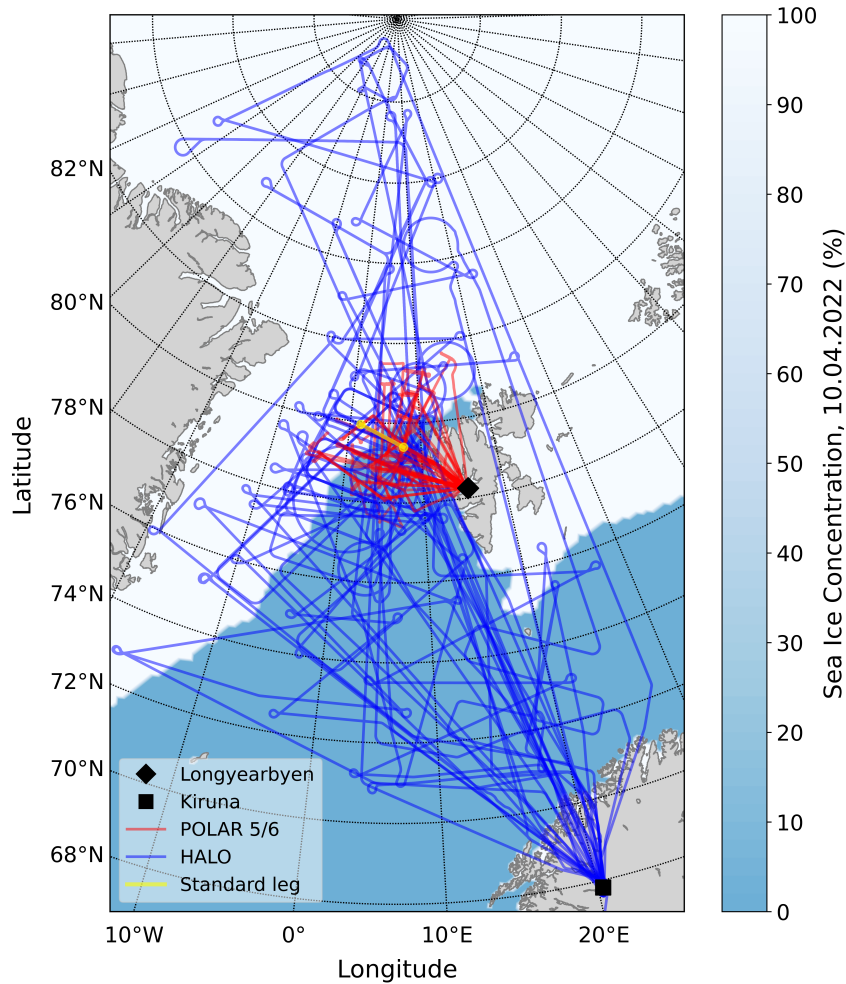 82°N
80°N
78°N
76°N
74°N
72°N
70°N
68°N
Latitude
10°W
0°
10°E
20°E
Longitude
Longyearbyen
Kiruna
POLAR 5/6
HALO
Standard leg
100
90
80
70
60
50
40
30
20
10
0
Sea Ice Concentration, 10.04.2022 (%)